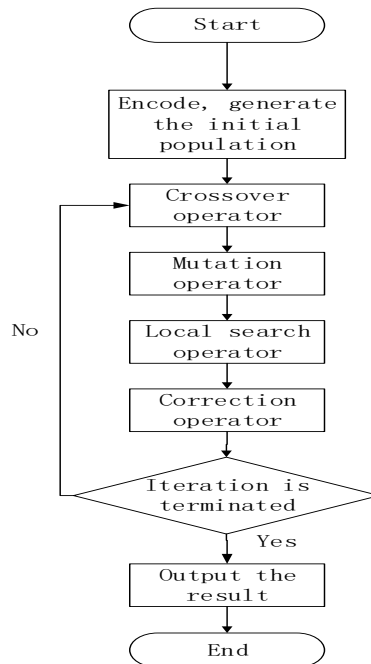 Start
Encode, generate
the initial
population
Crossover
operator
Mutation
operator
No
Local search
operator
Correction
operator
Iteration is
terminated
Yes
Output the
result
End